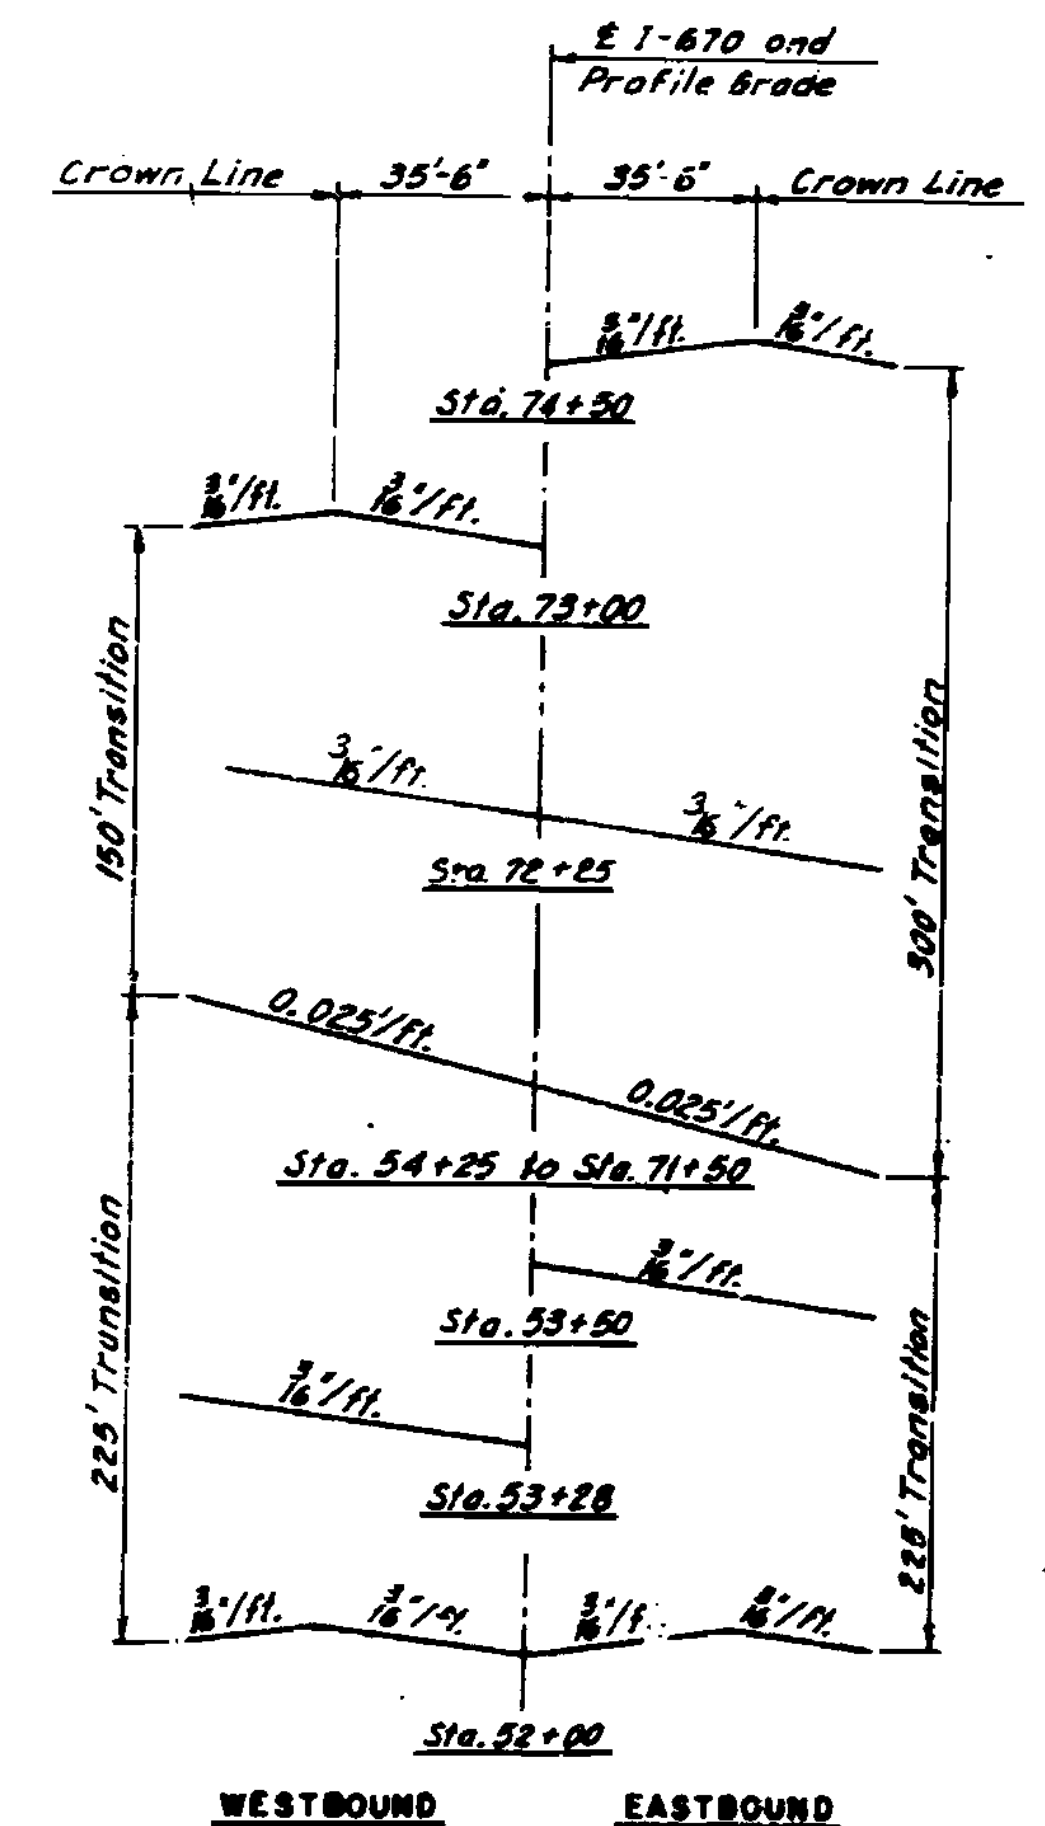 ℄ I-670 and
Profile Grade
Crown Line
35'-6"
35'-6"
Crown Line
3/16"/ft.
3/16"/ft.
Sta. 74+50
3/16"/ft.
3/16"/ft.
Sta. 73+00
150' Transition
300' Transition
3/16"/ft.
3/16"/ft.
Sta 72+25
0.025'/ft.
0.025'/ft.
Sta. 54+25 to Sta. 71+50
3/16"/ft.
Sta. 53+50
225' Transition
225' Transition
3/16"/ft.
Sta. 53+28
3/16"/ft.
3/16"/ft.
3/16"/f
3/16"/ft.
Sta. 52+00
WESTBOUND
EASTBOUND